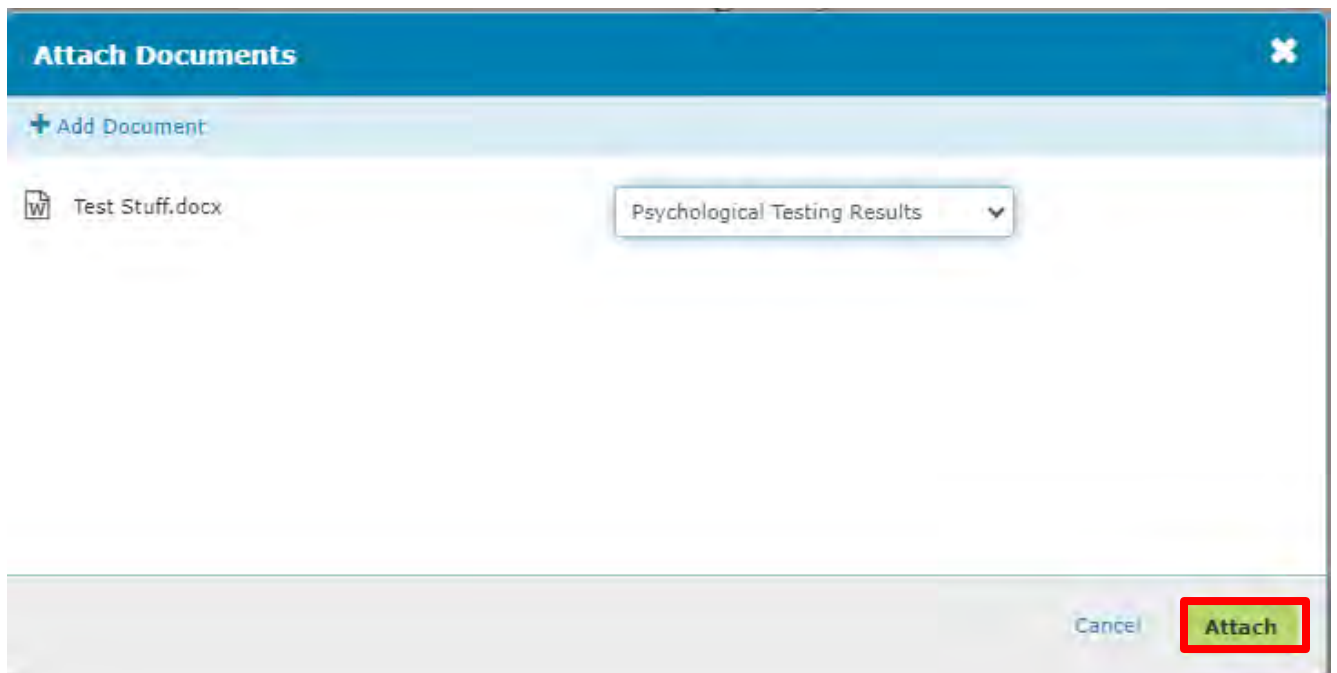 Attach Documents
Add Document
Test Stuff.docx
Psychological Testing Results
Cancel
Attach